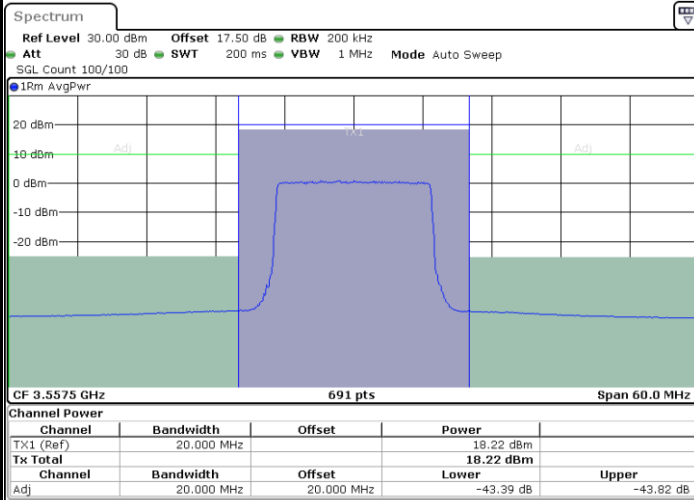 Spectrum
Ref Level 30.00 dBm Offset 17.50 dB RBW 200 kHz
Att 30 dB SWT 200 ms VBW 1 MHz Mode Auto Sweep
SGL Count 100/100
1Rm AvgPwr
20 dBm
TX1
Adj Adj
10 dBm
0 dBm
-10 dBm
-20 dBm
CF 3.5575 GHz 691 pts Span 60.0 MHz
Channel Power
Channel Bandwidth Offset Power
TX1 (Ref) 20.000 MHz 18.22 dBm
Tx Total 18.22 dBm
Channel Bandwidth Offset Lower Upper
Adj 20.000 MHz 20.000 MHz -43.39 dB -43.82 dB